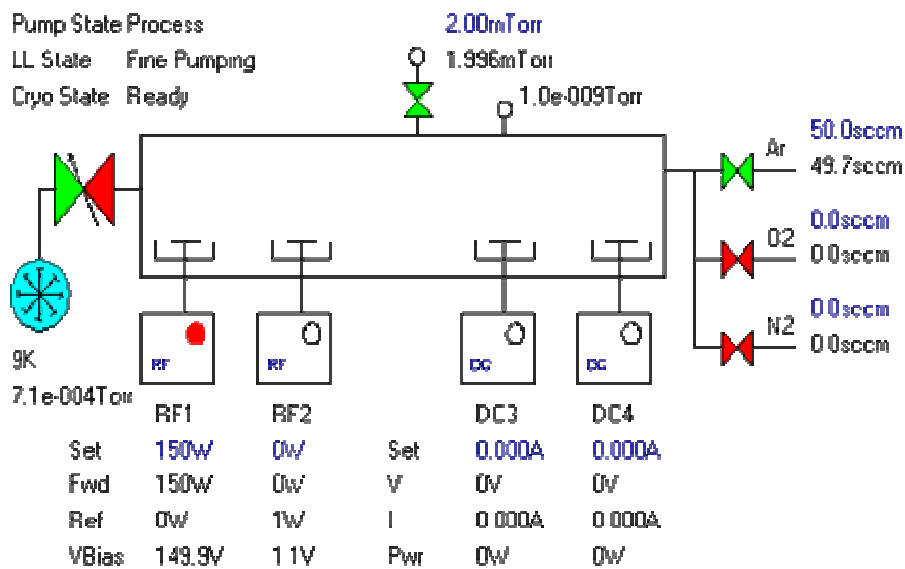 Pump State Process 2.00mTorr
LL State Fine Pumping 1.996mTorr
Cryo State Ready 1.0e-009Torr
50.0sccm
Ar
49.7sccm
0.0sccm
O2
0.0sccm
0.0sccm
N2
0.0sccm
RF RF DC DC
9K
7.1e-004Torr
RF1 RF2 DC3 DC4
Set 150W 0W Set 0.000A 0.000A
Fwd 150W 0W V 0V 0V
Ref 0W 1W I 0.000A 0.000A
VBias 149.9V 1.1V Pwr 0W 0W